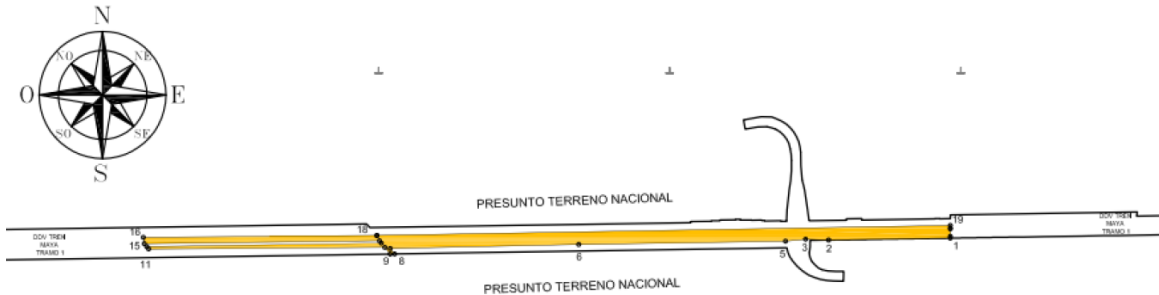 N
NO
NE
O
E
SO
SE
S
PRESUNTO TERRENO NACIONAL
DDV TREN
MAYA
TRAMO 1
16
15
11
18
9
8
6
5
3
2
1
19
DDV TREN
MAYA
TRAMO 1
PRESUNTO TERRENO NACIONAL